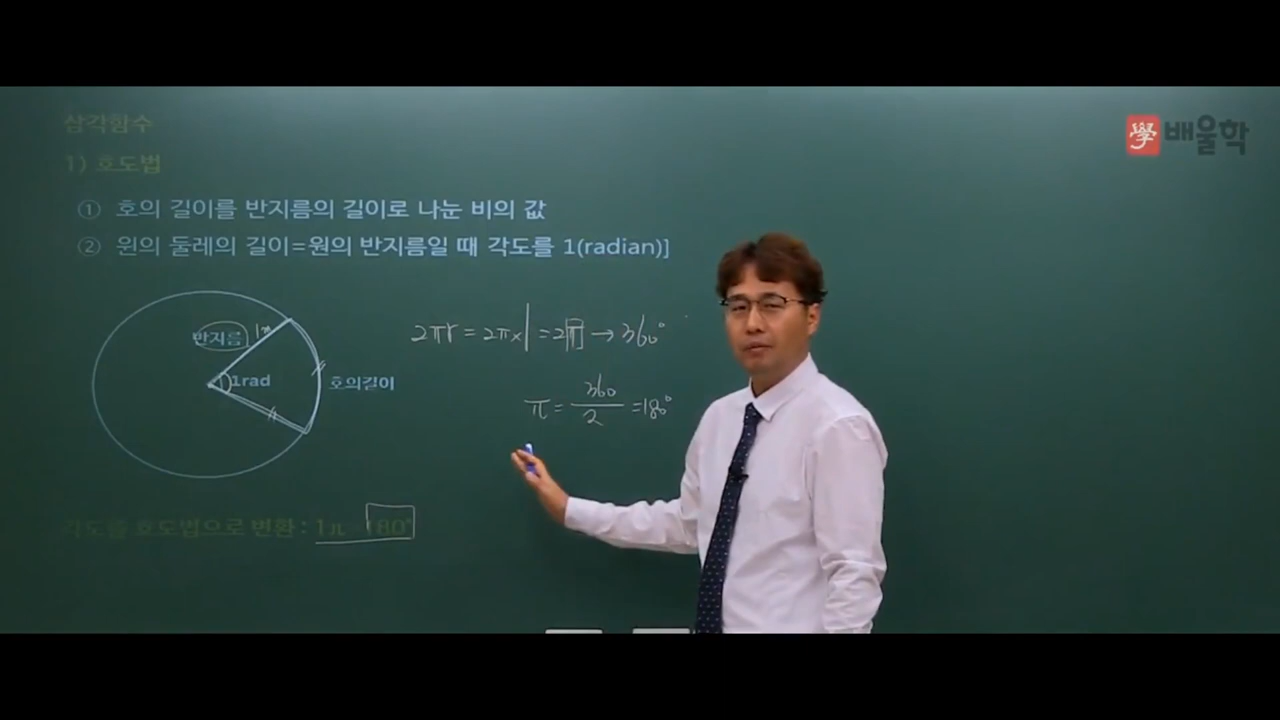 삼각함수
學 배울학
1) 호도법
① 호의 길이를 반지름의 길이로 나눈 비의 값
② 원의 둘레의 길이=원의 반지름일 때 각도를 1(radian)]
반지름
1rad
호의길이
2πr = 2π×1 = 2π → 360°
π = 360/2 = 180°
각도를 호도법으로 변환 : 1π 180°